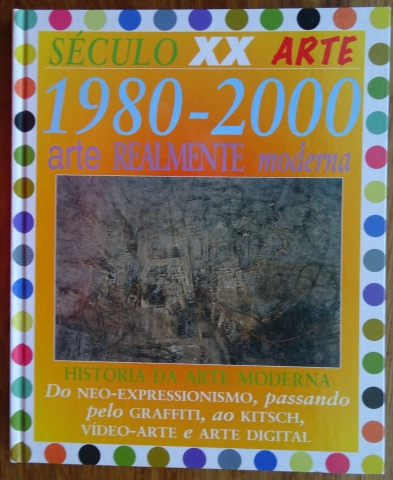 SÉCULO XX ARTE
1980-2000
arte REALMENTE moderna
HISTÓRIA DA ARTE MODERNA
Do NEO-EXPRESSIONISMO, passando
pelo GRAFFITI, ao KITSCH,
VÍDEO-ARTE e ARTE DIGITAL